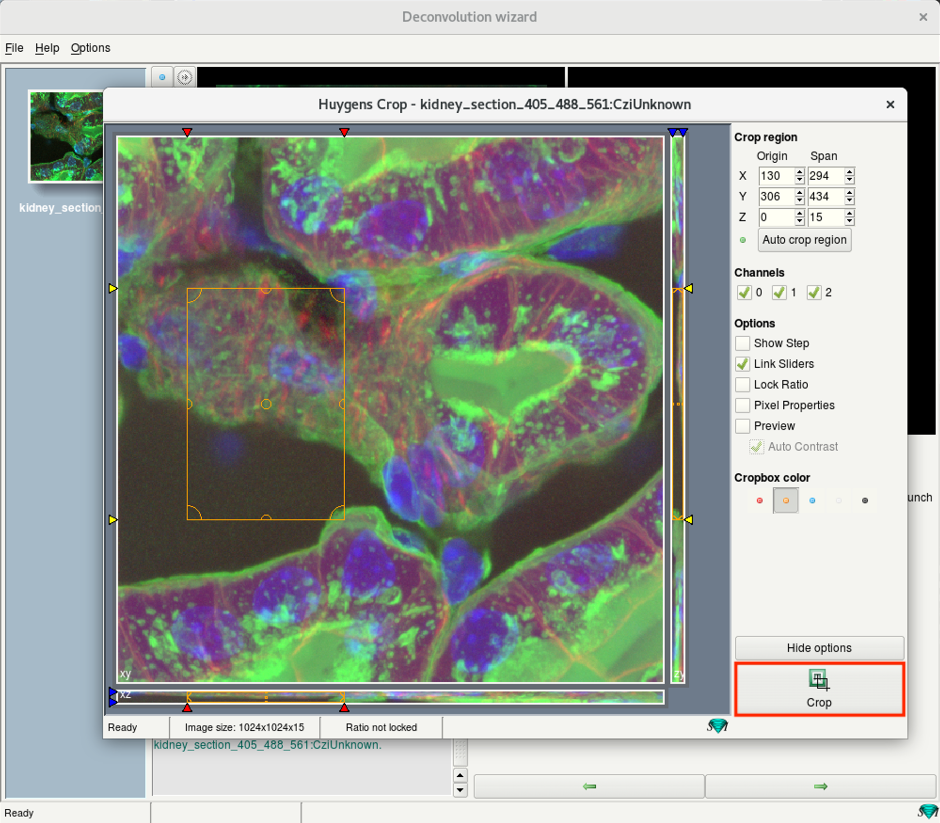 Deconvolution wizard
File Help Options
Huygens Crop - kidney_section_405_488_561:CziUnknown
kidney_section
Crop region
Origin Span
X 130 294
Y 306 434
Z 0 15
Auto crop region
Channels
0 1 2
Options
Show Step
Link Sliders
Lock Ratio
Pixel Properties
Preview
Auto Contrast
Cropbox color
unch
Hide options
Crop
xy
zy
xz
Ready
Image size: 1024x1024x15
Ratio not locked
SVI
kidney_section_405_488_561:CziUnknown.
Ready
SVI